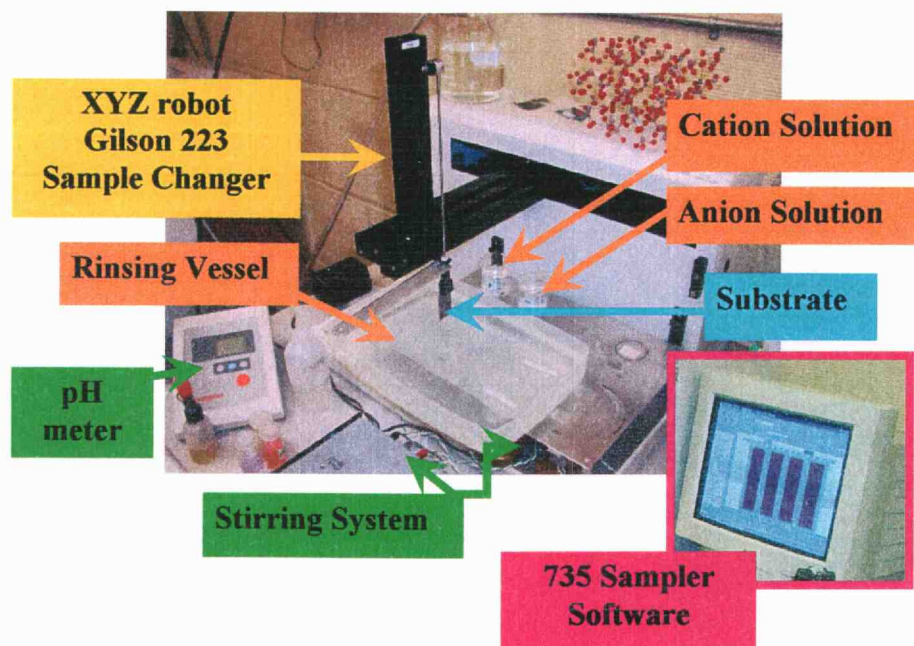 XYZ robot
Gilson 223
Sample Changer
Cation Solution
Anion Solution
Rinsing Vessel
Substrate
pH
meter
Stirring System
735 Sampler
Software